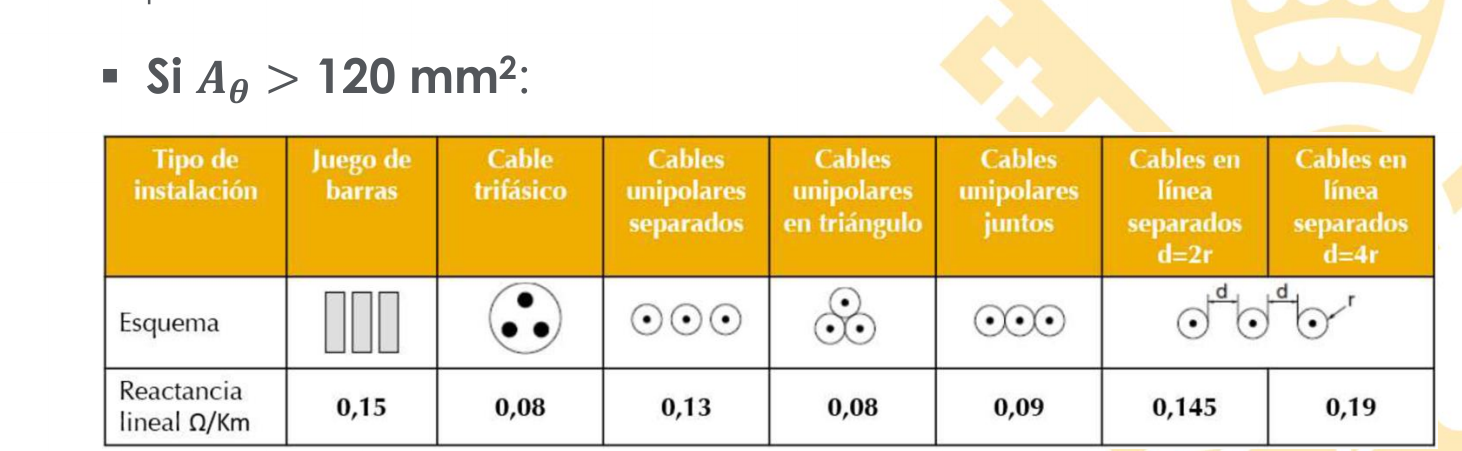 ▪ Si A_θ > 120 mm²:
Tipo de instalación
Juego de barras
Cable trifásico
Cables unipolares separados
Cables unipolares en triángulo
Cables unipolares juntos
Cables en línea separados d=2r
Cables en línea separados d=4r
Esquema
d d r
Reactancia lineal Ω/Km
0,15
0,08
0,13
0,08
0,09
0,145
0,19